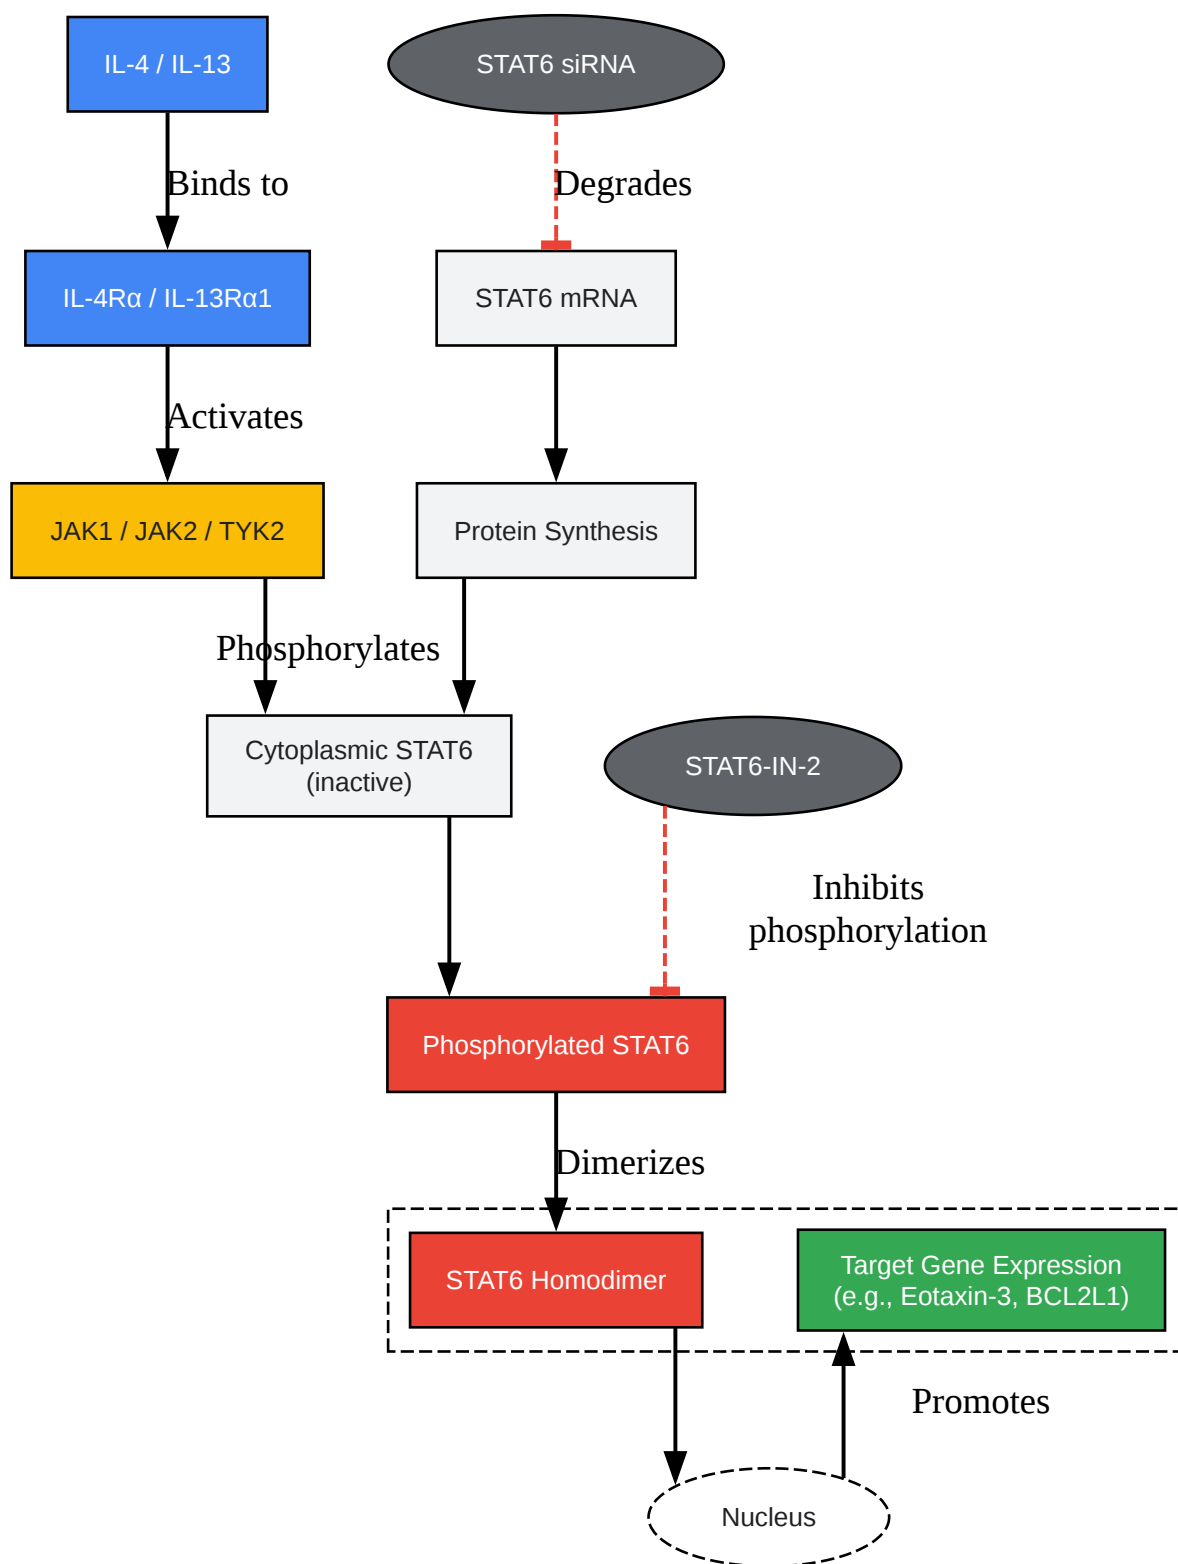 IL-4 / IL-13
STAT6 siRNA
Binds to
Degrades
IL-4Rα / IL-13Rα1
STAT6 mRNA
Activates
JAK1 / JAK2 / TYK2
Protein Synthesis
Phosphorylates
Cytoplasmic STAT6
(inactive)
STAT6-IN-2
Inhibits
phosphorylation
Phosphorylated STAT6
Dimerizes
STAT6 Homodimer
Target Gene Expression
(e.g., Eotaxin-3, BCL2L1)
Promotes
Nucleus